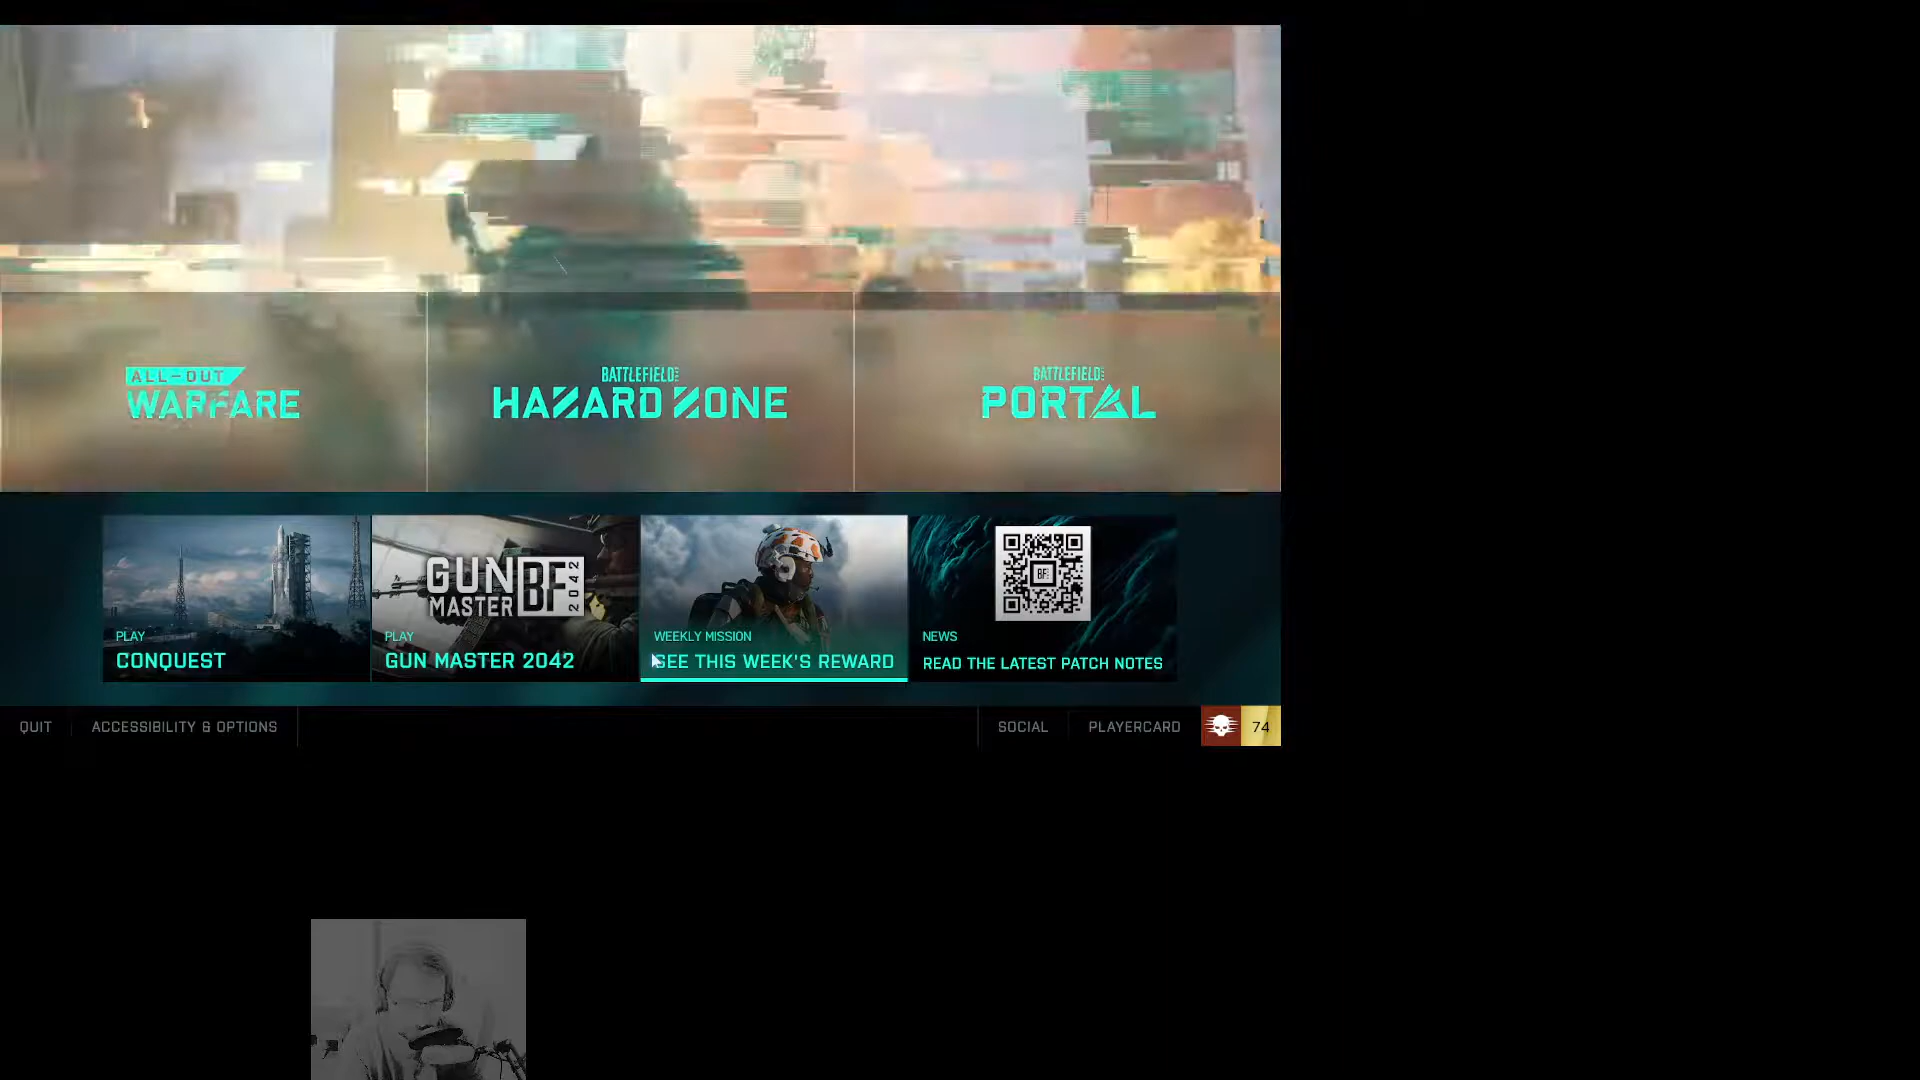 ALL-OUT
WARFARE
BATTLEFIELD
HAZARD ZONE
BATTLEFIELD
PORTAL
GUN
MASTER
BF
2042
BF
PLAY
CONQUEST
PLAY
GUN MASTER 2042
WEEKLY MISSION
SEE THIS WEEK'S REWARD
NEWS
READ THE LATEST PATCH NOTES
QUIT
ACCESSIBILITY & OPTIONS
SOCIAL
PLAYERCARD
74